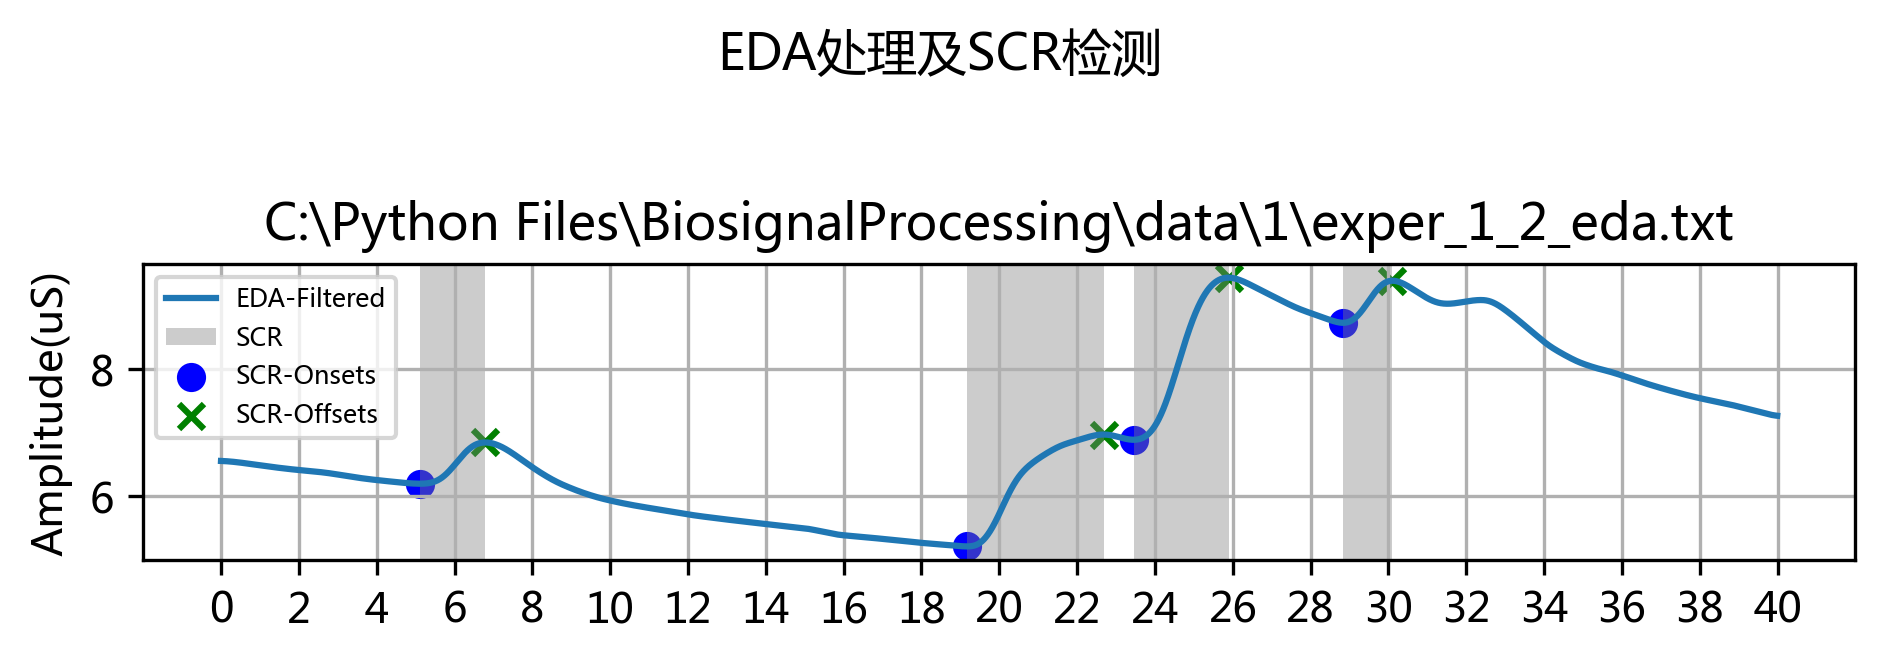 EDA处理及SCR检测
C:\Python Files\BiosignalProcessing\data\1\exper_1_2_eda.txt
Amplitude(uS)
8
6
EDA-Filtered
SCR
SCR-Onsets
SCR-Offsets
0 2 4 6 8 10 12 14 16 18 20 22 24 26 28 30 32 34 36 38 40